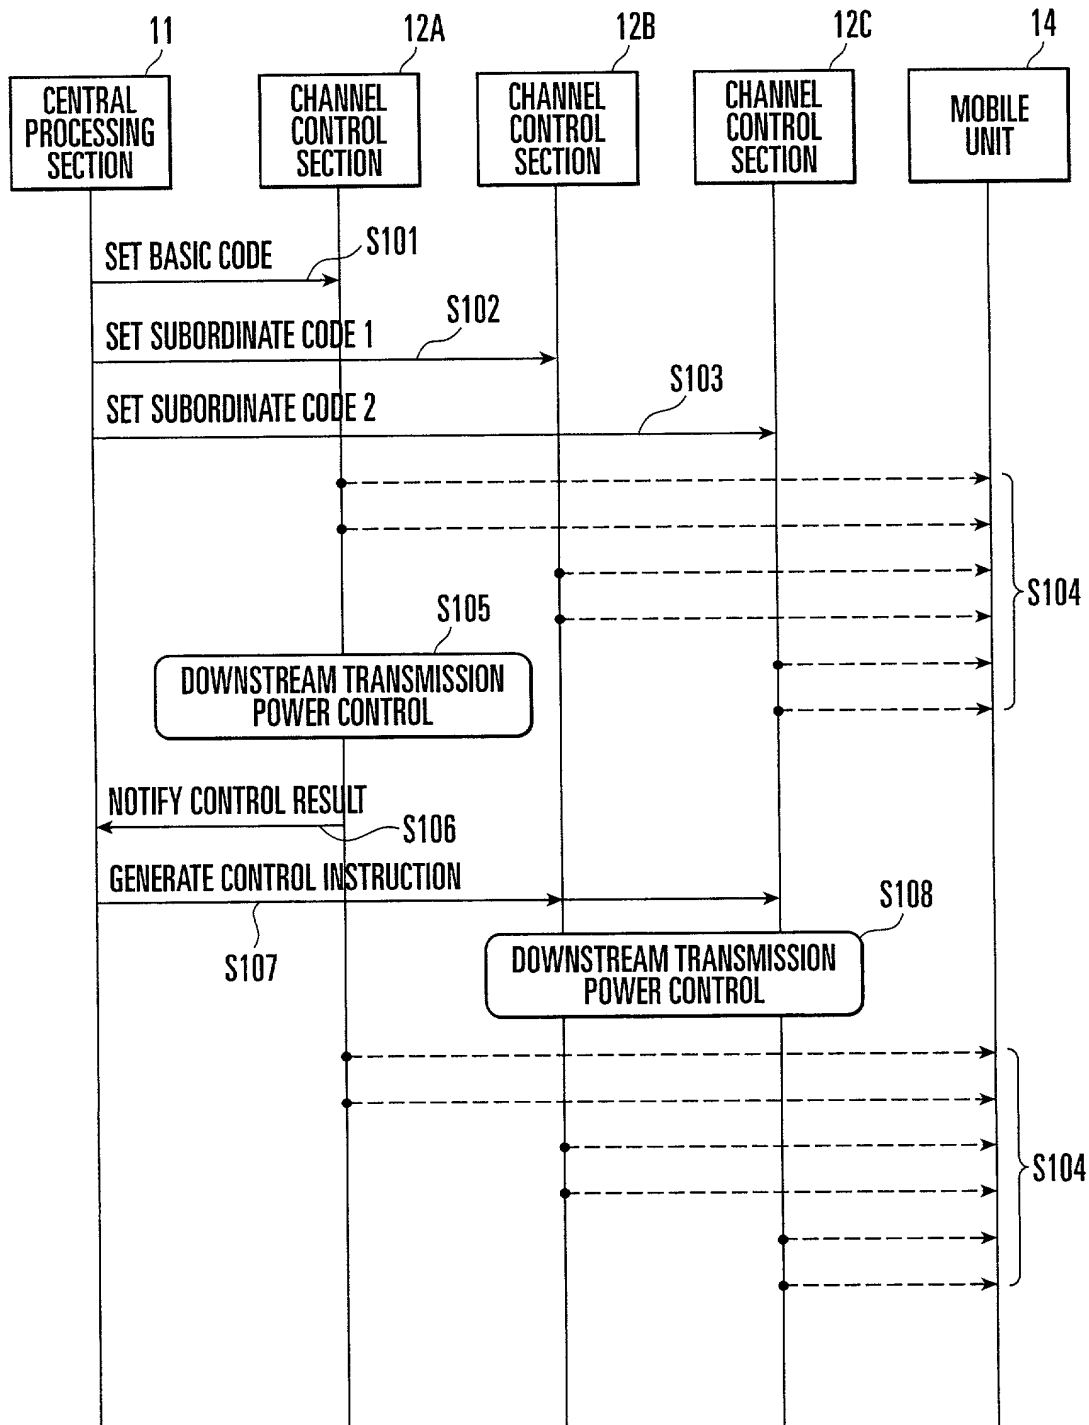 11
12A
12B
12C
14
CENTRAL
PROCESSING
SECTION
CHANNEL
CONTROL
SECTION
CHANNEL
CONTROL
SECTION
CHANNEL
CONTROL
SECTION
MOBILE
UNIT
SET BASIC CODE
S101
SET SUBORDINATE CODE 1
S102
SET SUBORDINATE CODE 2
S103
S104
S105
DOWNSTREAM TRANSMISSION
POWER CONTROL
NOTIFY CONTROL RESULT
S106
GENERATE CONTROL INSTRUCTION
S107
S108
DOWNSTREAM TRANSMISSION
POWER CONTROL
S104